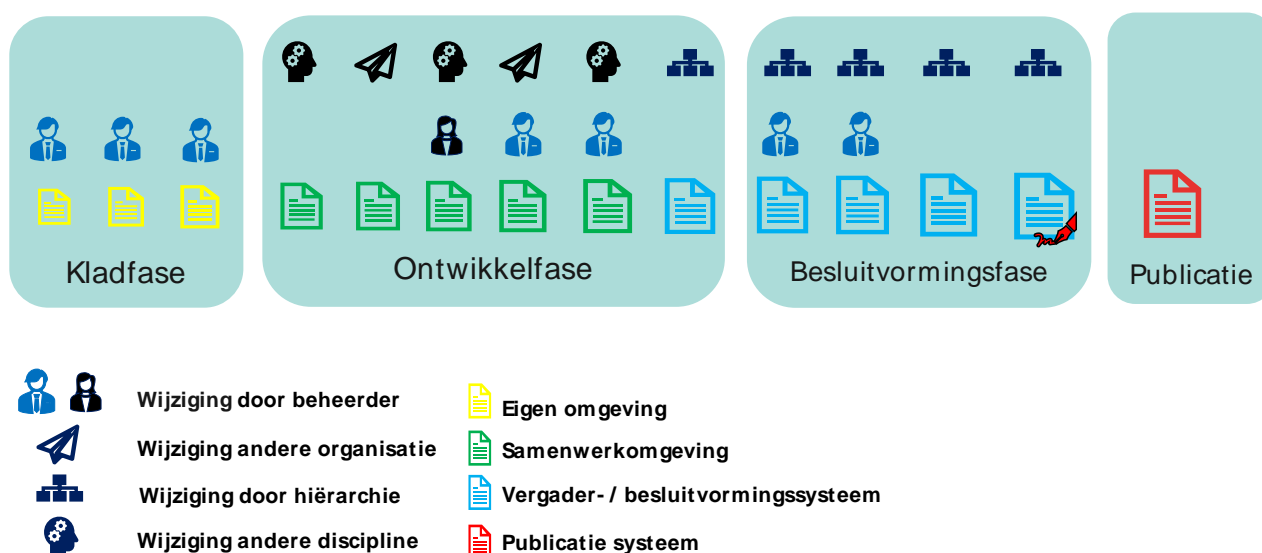 Kladfase
Ontwikkelfase
Besluitvormingsfase
Publicatie
Wijziging door beheerder
Wijziging andere organisatie
Wijziging door hiërarchie
Wijziging andere discipline
Eigen omgeving
Samenwerkomgeving
Vergader- / besluitvormingssysteem
Publicatie systeem